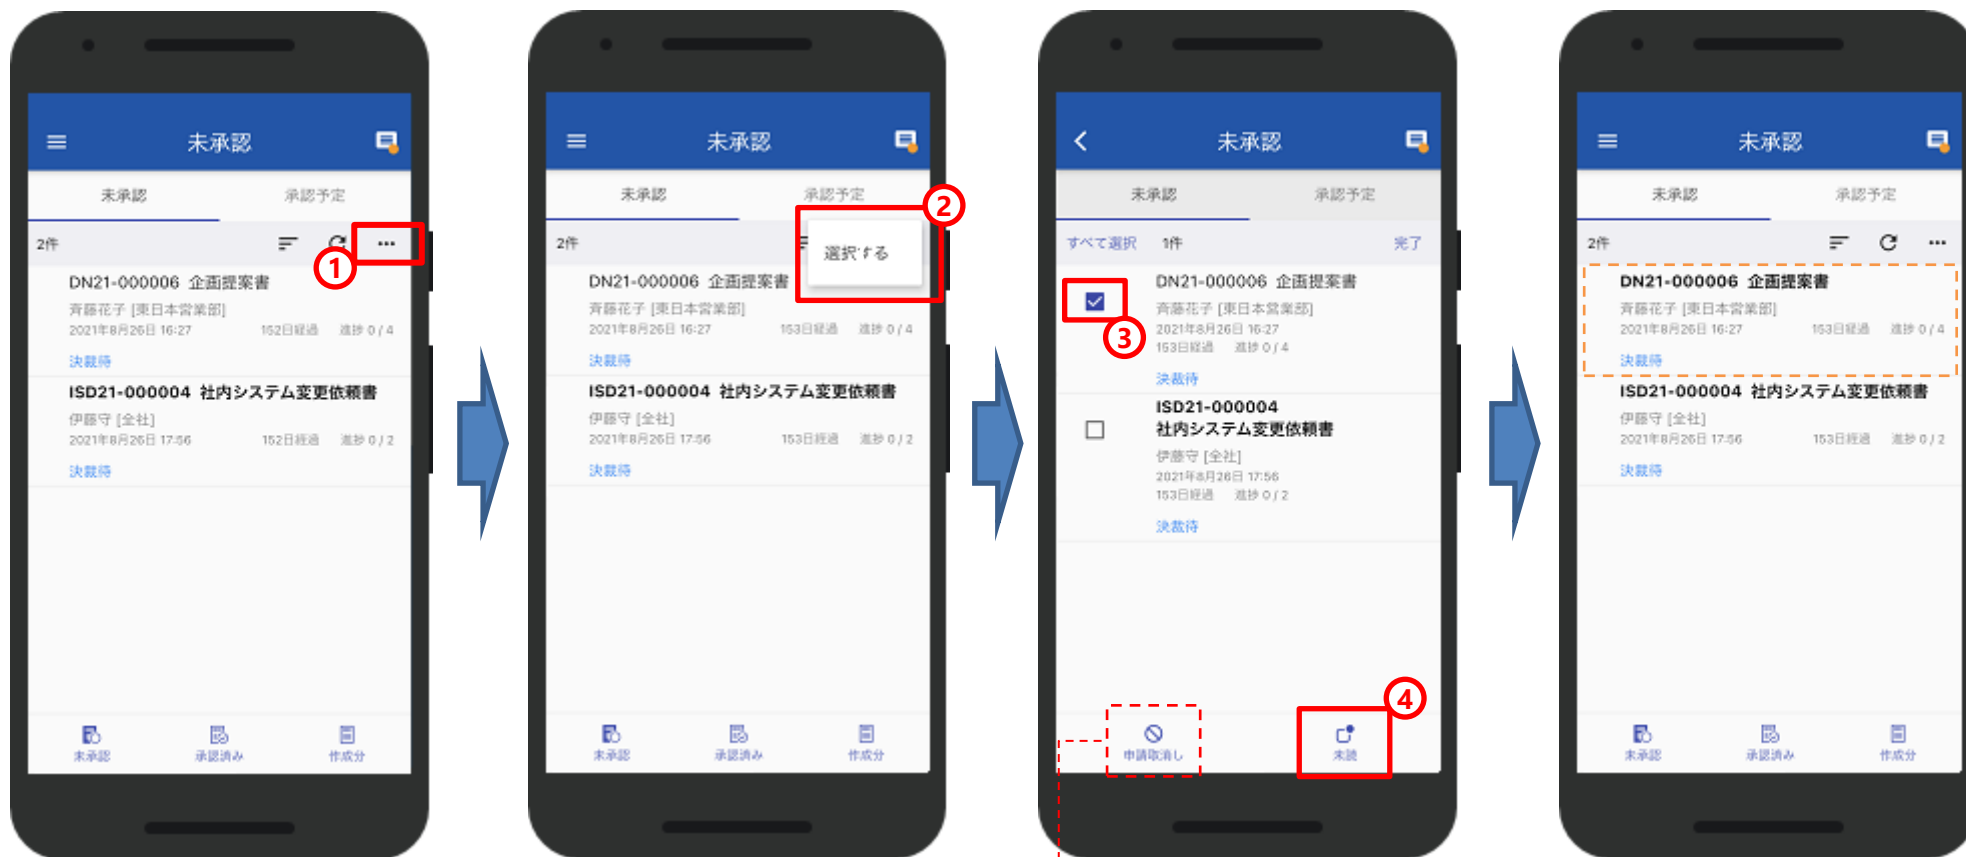 未承認
未承認 承認予定
2件
①
DN21-000006 企画提案書
斉藤花子 [東日本営業部]
2021年8月26日 16:27 152日経過 進捗 0 / 4
決裁待
ISD21-000004 社内システム変更依頼書
伊藤守 [全社]
2021年8月26日 17:56 152日経過 進捗 0 / 2
決裁待
未承認 承認済み 作成分
未承認
未承認 承認予定
②
2件
選択する
DN21-000006 企画提案書
斉藤花子 [東日本営業部]
2021年8月26日 16:27 153日経過 進捗 0 / 4
決裁待
ISD21-000004 社内システム変更依頼書
伊藤守 [全社]
2021年8月26日 17:56 153日経過 進捗 0 / 2
決裁待
未承認 承認済み 作成分
未承認
未承認 承認予定
すべて選択 1件 完了
DN21-000006 企画提案書
斉藤花子 [東日本営業部]
2021年8月26日 16:27
③
153日経過 進捗 0 / 4
決裁待
ISD21-000004
社内システム変更依頼書
伊藤守 [全社]
2021年8月26日 17:56
153日経過 進捗 0 / 2
決裁待
④
申請取消し 未読
未承認
未承認 承認予定
2件
DN21-000006 企画提案書
斉藤花子 [東日本営業部]
2021年8月26日 16:27 153日経過 進捗 0 / 4
決裁待
ISD21-000004 社内システム変更依頼書
伊藤守 [全社]
2021年8月26日 17:56 153日経過 進捗 0 / 2
決裁待
未承認 承認済み 作成分